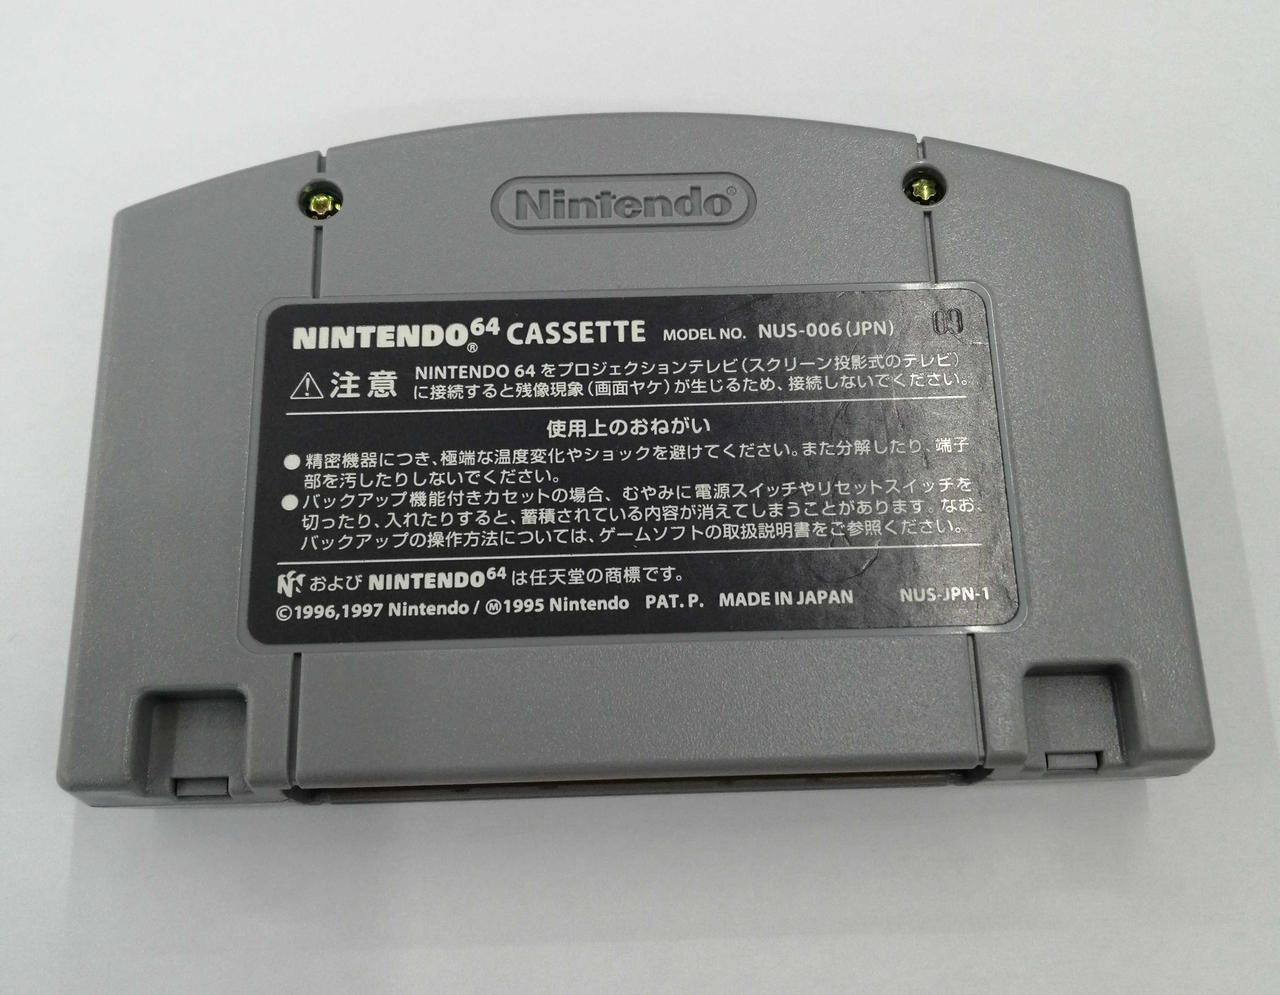 Nintendo®
NINTENDO®64 CASSETTE MODEL NO. NUS-006(JPN) 09
⚠注意 NINTENDO 64 をプロジェクションテレビ(スクリーン投影式のテレビ)
に接続すると残像現象(画面ヤケ)が生じるため、接続しないでください。
使用上のおねがい
●精密機器につき、極端な温度変化やショックを避けてください。また分解したり、端子
部を汚したりしないでください。
●バックアップ機能付きカセットの場合、むやみに電源スイッチやリセットスイッチを
切ったり、入れたりすると、蓄積されている内容が消えてしまうことがあります。なお、
バックアップの操作方法については、ゲームソフトの取扱説明書をご参照ください。
および NINTENDO64 は任天堂の商標です。
©1996,1997 Nintendo / Ⓜ1995 Nintendo PAT.P. MADE IN JAPAN NUS-JPN-1